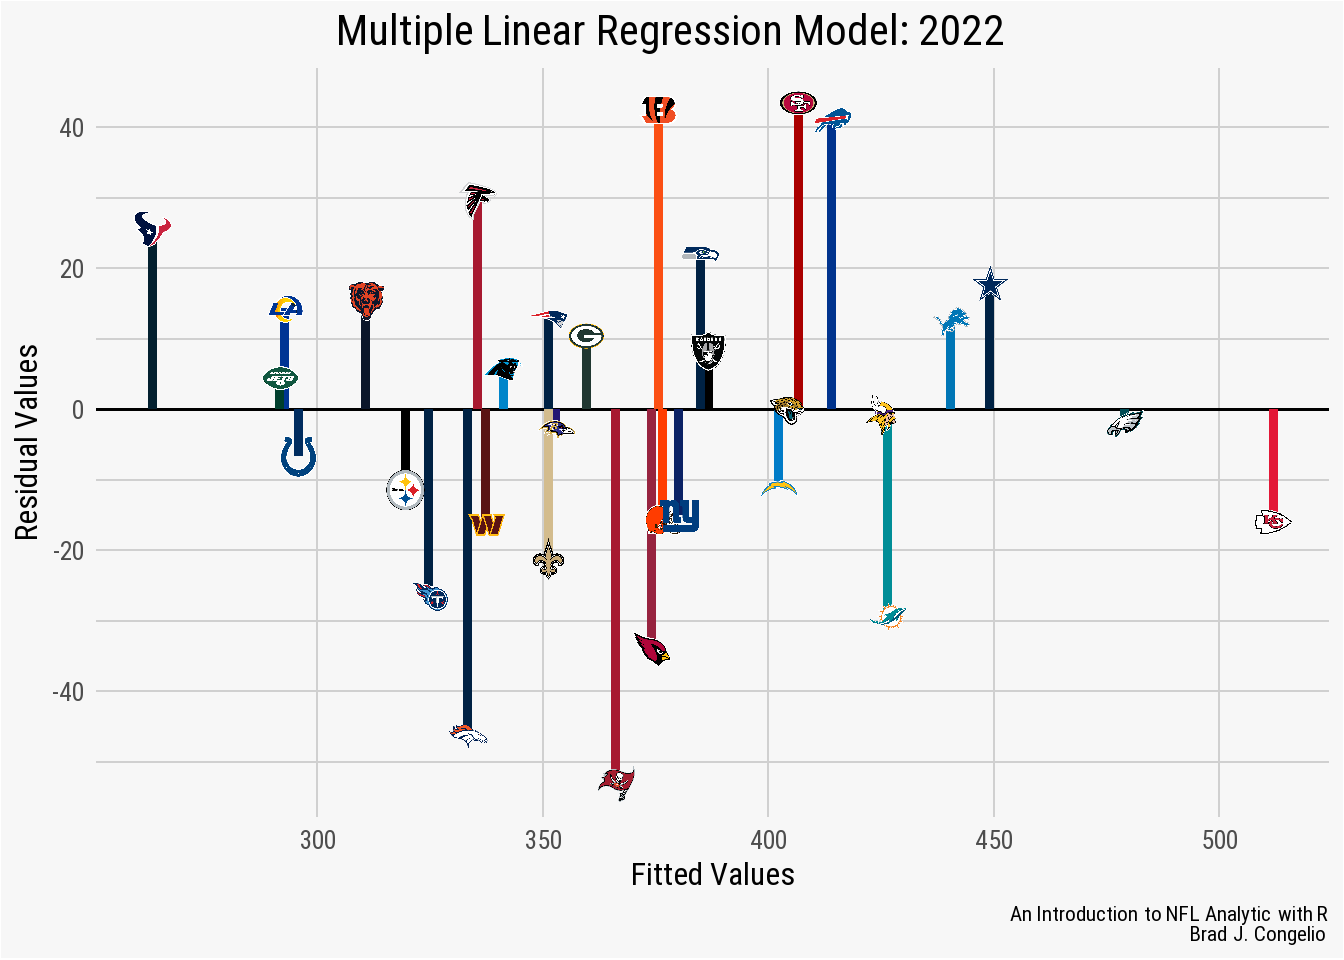 Multiple Linear Regression Model: 2022
40
20
0
-20
-40
Residual Values
300 350 400 450 500
Fitted Values
An Introduction to NFL Analytic with R
Brad J. Congelio